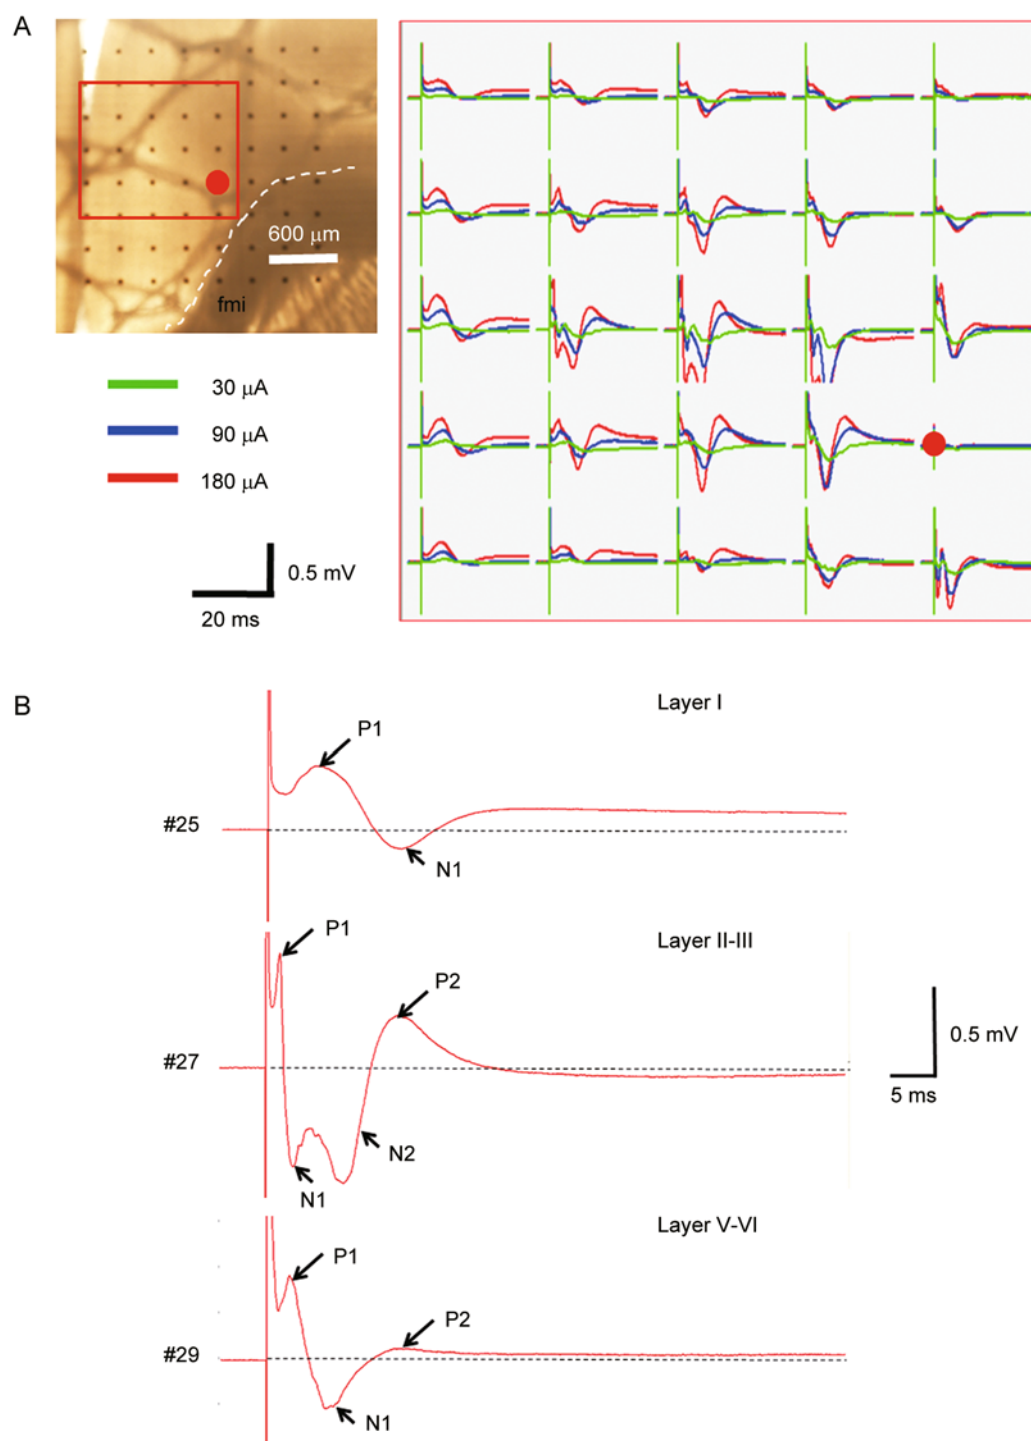 A
600 μm
fmi
30 μA
90 μA
180 μA
0.5 mV
20 ms
B
Layer I
P1
#25
N1
Layer II-III
P1
P2
#27
0.5 mV
5 ms
N2
N1
Layer V-VI
P1
P2
#29
N1